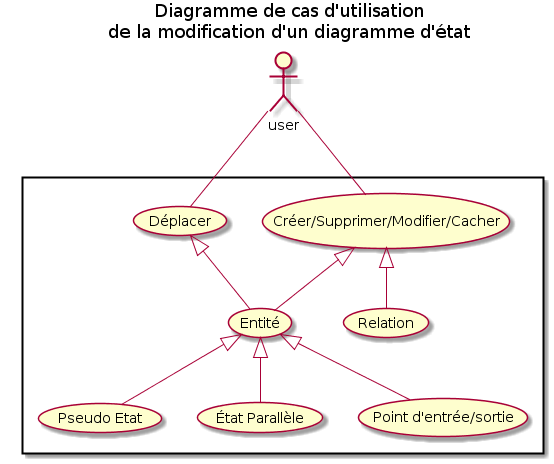 Diagramme de cas d'utilisation
de la modification d'un diagramme d'état
user
Déplacer
Créer/Supprimer/Modifier/Cacher
Entité
Relation
Pseudo Etat
État Parallèle
Point d'entrée/sortie